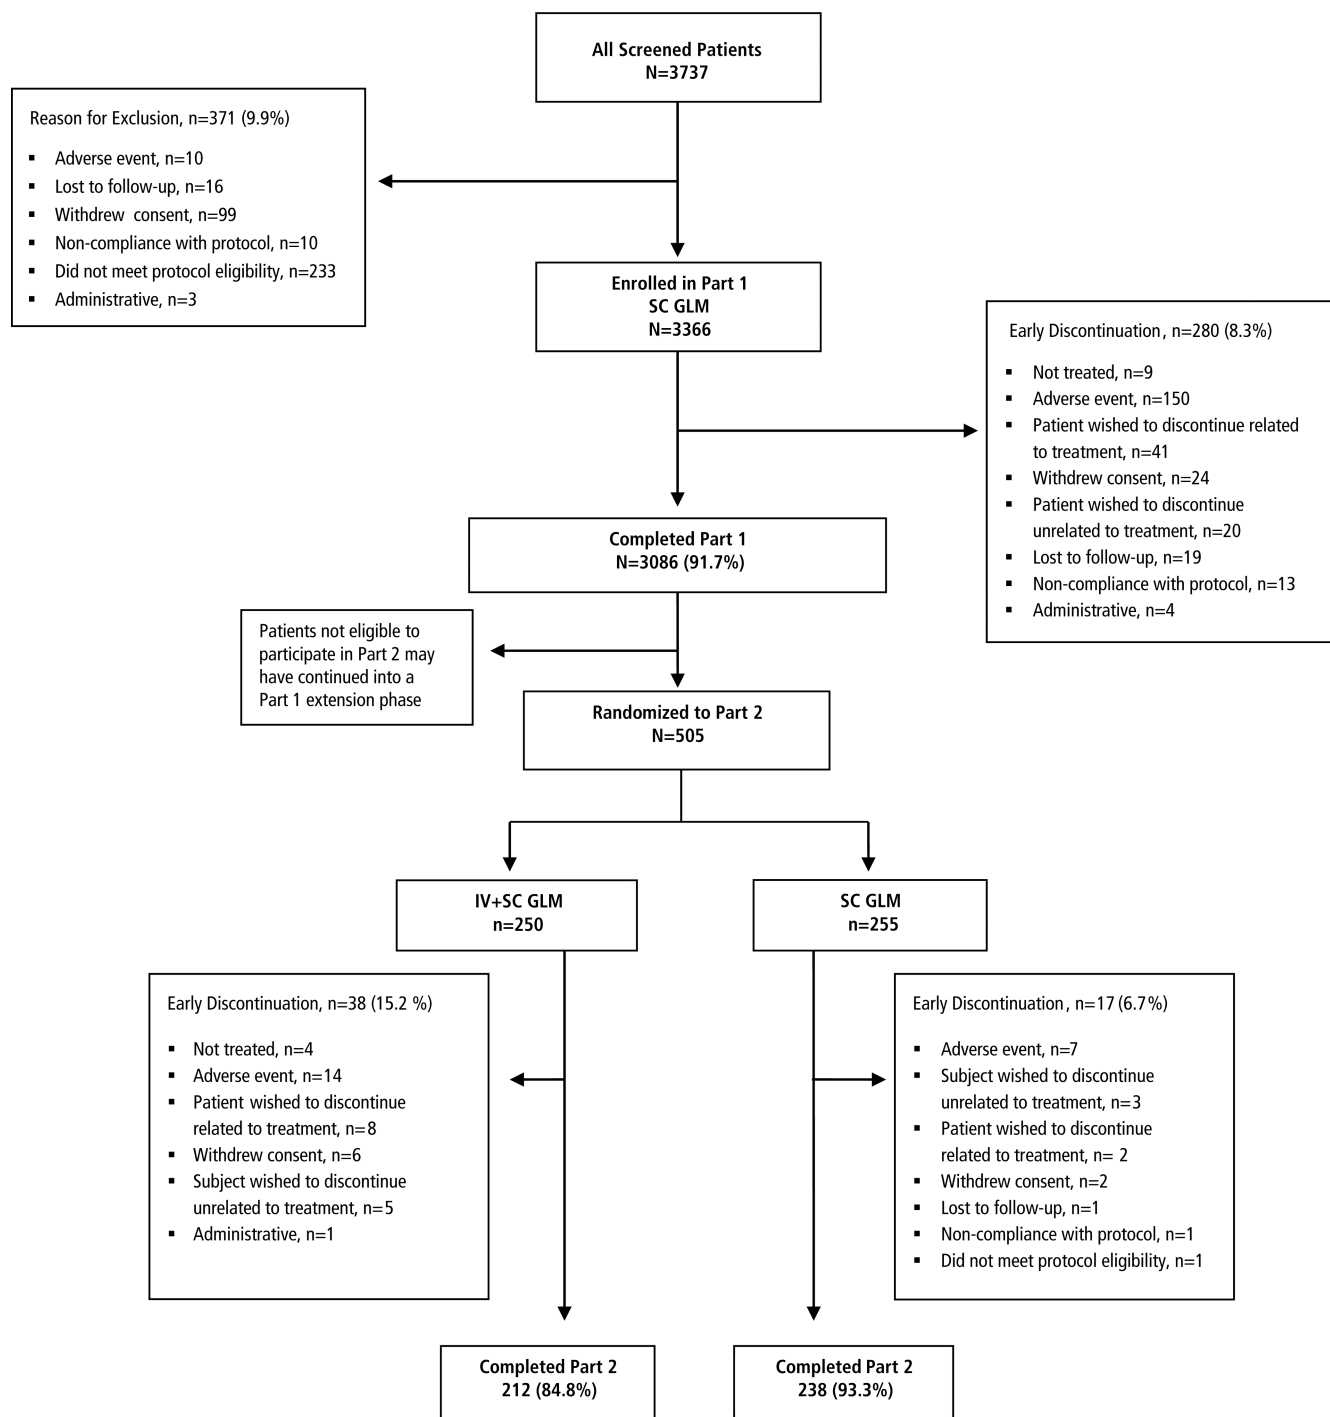 All Screened Patients
N=3737
Reason for Exclusion, n=371 (9.9%)
▪ Adverse event, n=10
▪ Lost to follow-up, n=16
▪ Withdrew consent, n=99
▪ Non-compliance with protocol, n=10
▪ Did not meet protocol eligibility, n=233
▪ Administrative, n=3
Enrolled in Part 1
SC GLM
N=3366
Early Discontinuation, n=280 (8.3%)
▪ Not treated, n=9
▪ Adverse event, n=150
▪ Patient wished to discontinue related
to treatment, n=41
▪ Withdrew consent, n=24
▪ Patient wished to discontinue
unrelated to treatment, n=20
▪ Lost to follow-up, n=19
▪ Non-compliance with protocol, n=13
▪ Administrative, n=4
Completed Part 1
N=3086 (91.7%)
Patients not eligible to
participate in Part 2 may
have continued into a
Part 1 extension phase
Randomized to Part 2
N=505
IV+SC GLM
n=250
SC GLM
n=255
Early Discontinuation, n=38 (15.2 %)
▪ Not treated, n=4
▪ Adverse event, n=14
▪ Patient wished to discontinue
related to treatment, n=8
▪ Withdrew consent, n=6
▪ Subject wished to discontinue
unrelated to treatment, n=5
▪ Administrative, n=1
Early Discontinuation, n=17 (6.7%)
▪ Adverse event, n=7
▪ Subject wished to discontinue
unrelated to treatment, n=3
▪ Patient wished to discontinue
related to treatment, n= 2
▪ Withdrew consent, n=2
▪ Lost to follow-up, n=1
▪ Non-compliance with protocol, n=1
▪ Did not meet protocol eligibility, n=1
Completed Part 2
212 (84.8%)
Completed Part 2
238 (93.3%)